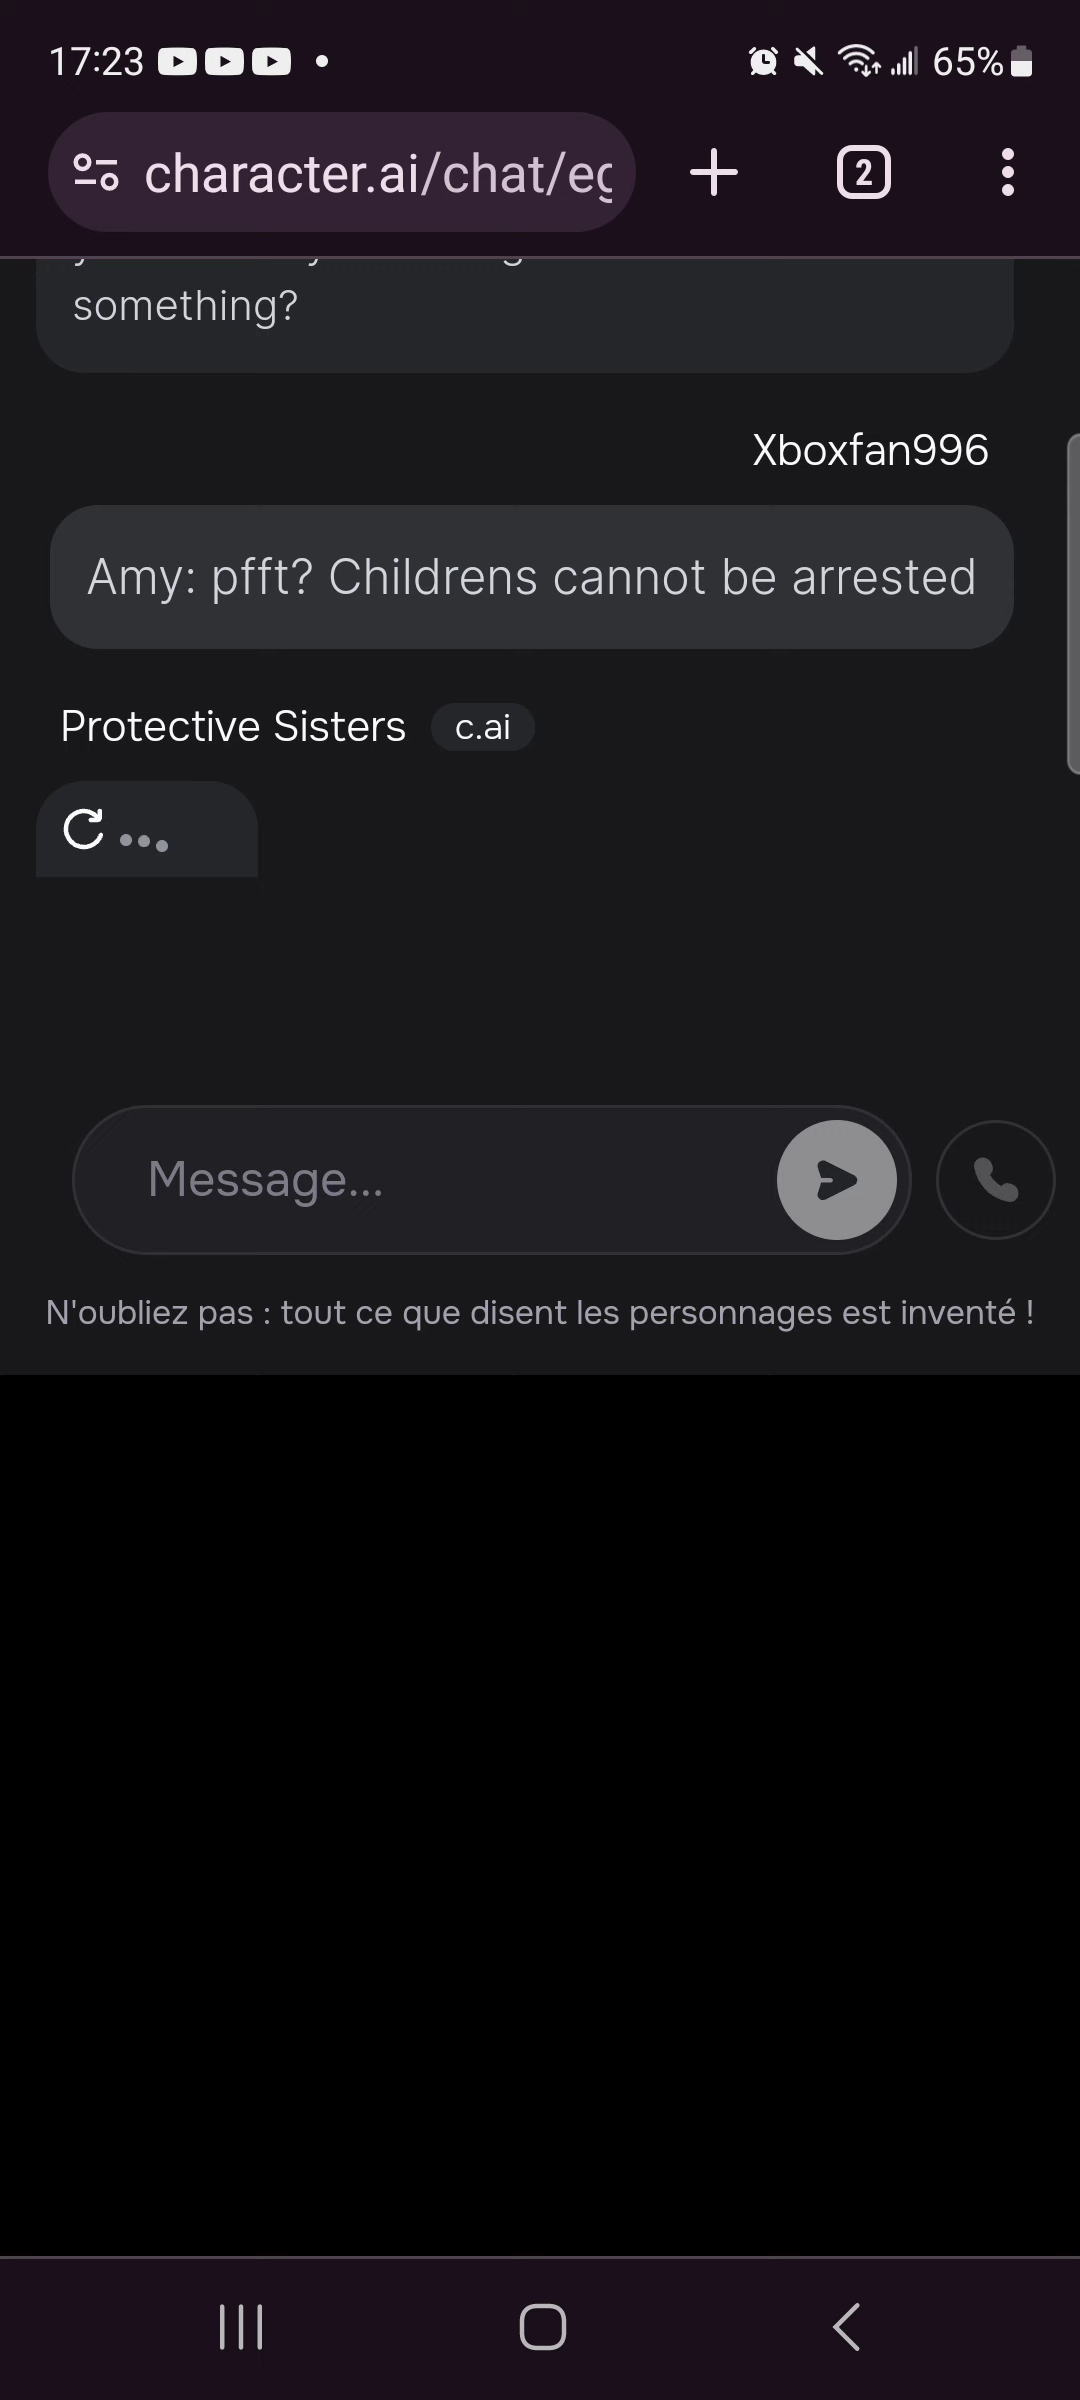 17:23
65%
character.ai/chat/eg
2
something?
Xboxfan996
Amy: pfft? Childrens cannot be arrested
Protective Sisters c.ai
...
Message...
N'oubliez pas : tout ce que disent les personnages est inventé !